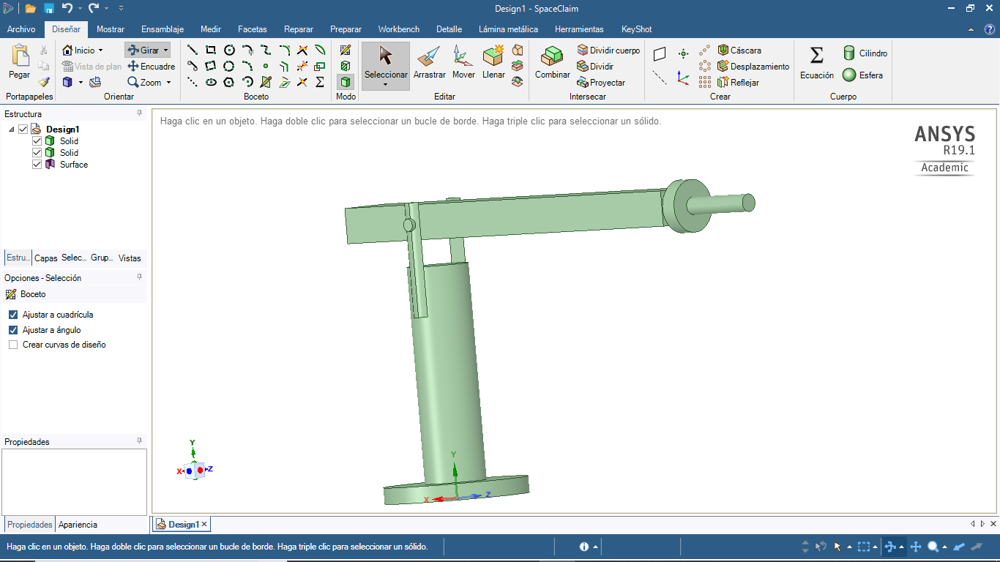 Design1 - SpaceClaim
Archivo Diseñar Mostrar Ensamblaje Medir Facetas Reparar Preparar Workbench Detalle Lámina metálica Herramientas KeyShot
Pegar
Portapapeles
Inicio Girar
Vista de plan Encuadre
Zoom
Orientar
Boceto
Modo
Seleccionar Arrastrar Mover Llenar
Editar
Combinar
Dividir cuerpo
Dividir
Proyectar
Intersecar
Cáscara
Desplazamiento
Reflejar
Crear
Ecuación
Cilindro
Esfera
Cuerpo
Estructura
Design1
Solid
Solid
Surface
Estru... Capas Selec... Grup... Vistas
Opciones - Selección
Boceto
Ajustar a cuadrícula
Ajustar a ángulo
Crear curvas de diseño
Propiedades
Propiedades Apariencia
Haga clic en un objeto. Haga doble clic para seleccionar un bucle de borde. Haga triple clic para seleccionar un sólido.
ANSYS
R19.1
Academic
Y
X Z
Y
X Z
Design1
Haga clic en un objeto. Haga doble clic para seleccionar un bucle de borde. Haga triple clic para seleccionar un sólido.